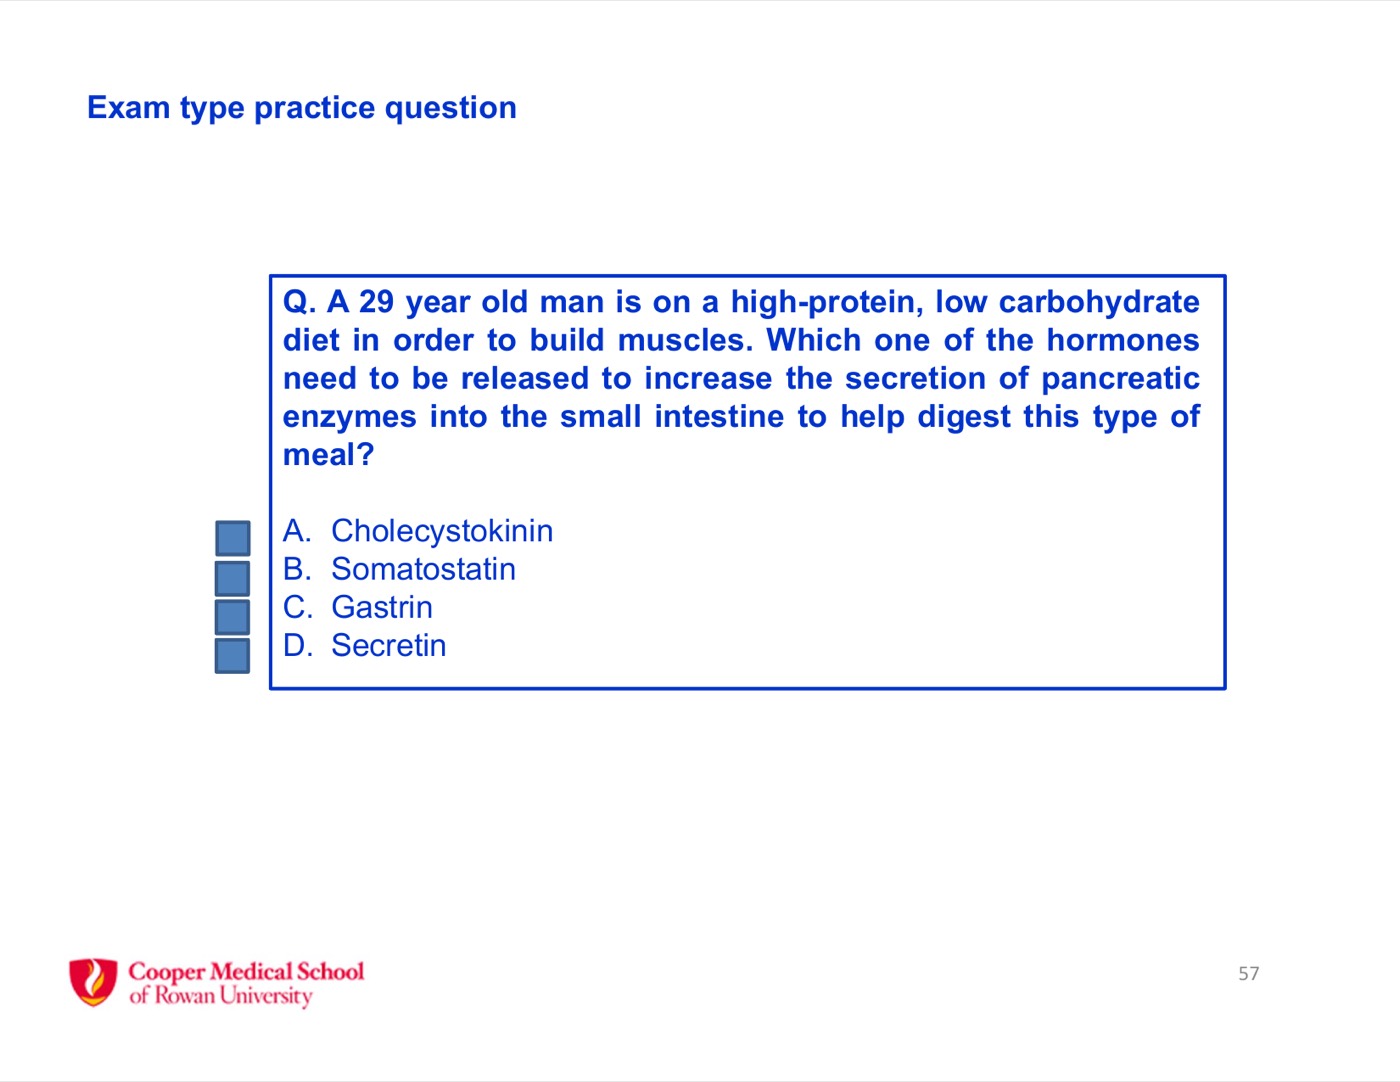 Exam type practice question
Q. A 29 year old man is on a high-protein, low carbohydrate
diet in order to build muscles. Which one of the hormones
need to be released to increase the secretion of pancreatic
enzymes into the small intestine to help digest this type of
meal?
A. Cholecystokinin
B. Somatostatin
C. Gastrin
D. Secretin
Cooper Medical School
of Rowan University
57